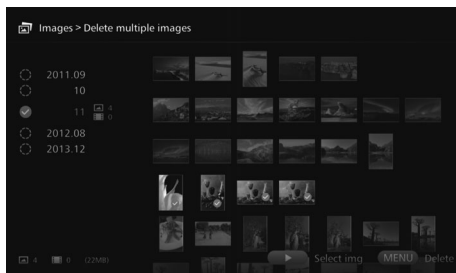 Images > Delete multiple images
2011.09
10
11 4
0
2012.08
2013.12
4 0 (22MB)
Select img MENU Delete